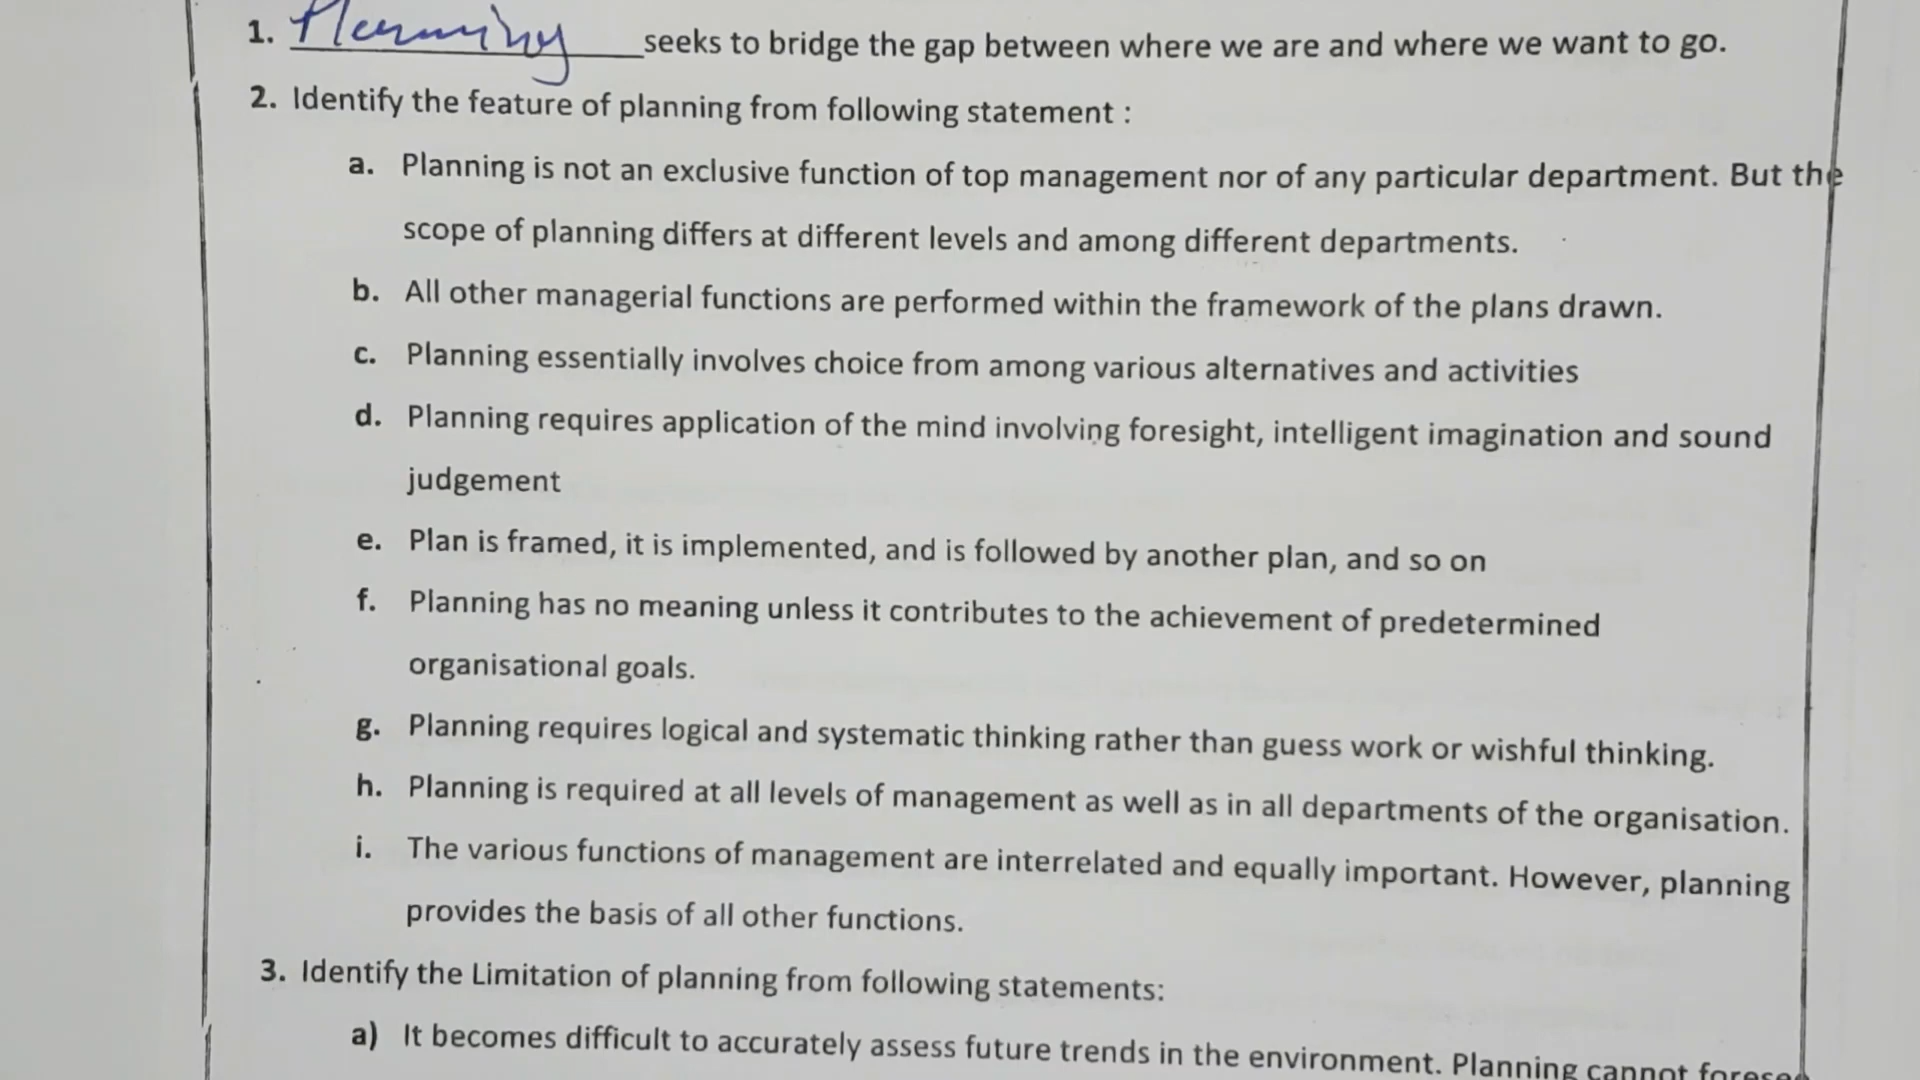 1. Planning seeks to bridge the gap between where we are and where we want to go.
2. Identify the feature of planning from following statement :
a. Planning is not an exclusive function of top management nor of any particular department. But the
scope of planning differs at different levels and among different departments.
b. All other managerial functions are performed within the framework of the plans drawn.
c. Planning essentially involves choice from among various alternatives and activities
d. Planning requires application of the mind involving foresight, intelligent imagination and sound
judgement
e. Plan is framed, it is implemented, and is followed by another plan, and so on
f. Planning has no meaning unless it contributes to the achievement of predetermined
organisational goals.
g. Planning requires logical and systematic thinking rather than guess work or wishful thinking.
h. Planning is required at all levels of management as well as in all departments of the organisation.
i. The various functions of management are interrelated and equally important. However, planning
provides the basis of all other functions.
3. Identify the Limitation of planning from following statements:
a) It becomes difficult to accurately assess future trends in the environment. Planning cannot foresee